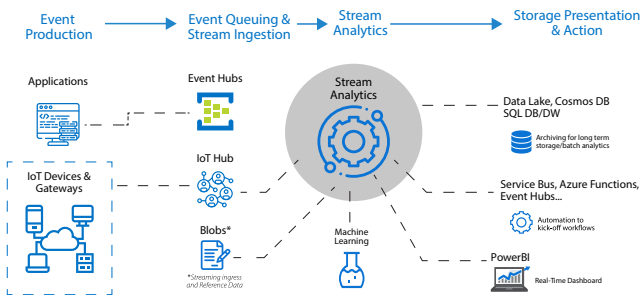 Event
Production
Event Queuing &
Stream Ingestion
Stream
Analytics
Storage Presentation
& Action
Applications
IoT Devices &
Gateways
Event Hubs
IoT Hub
Blobs*
*Streaming Ingress
and Reference Data
Stream
Analytics
Machine
Learning
Data Lake, Cosmos DB
SQL DB/DW
Archiving for long term
storage/batch analytics
Service Bus, Azure Functions,
Event Hubs...
Automation to
kick-off workflows
PowerBI
Real-Time Dashboard